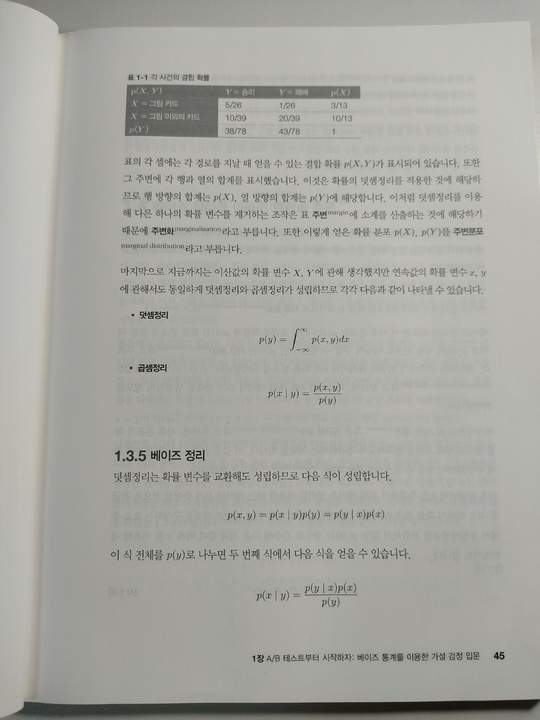 표 1-1 각 사건의 결합 확률
p(X, Y) Y = 승리 Y = 패배 p(X)
X = 그림 카드 5/26 1/26 3/13
X = 그림 이외의 카드 10/39 20/39 10/13
p(Y) 38/78 43/78 1
표의 각 셀에는 각 경로를 지날 때 얻을 수 있는 결합 확률 p(X,Y)가 표시되어 있습니다. 또한
그 주변에 각 행과 열의 합계를 표시했습니다. 이것은 확률의 덧셈정리를 적용한 것에 해당하
므로 행 방향의 합계는 p(X), 열 방향의 합계는 p(Y)에 해당합니다. 이처럼 덧셈정리를 이용
해 다른 하나의 확률 변수를 제거하는 조작은 표 주변margin에 소계를 산출하는 것에 해당하기
때문에 주변화marginalization라고 부릅니다. 또한 이렇게 얻은 확률 분포 p(X), p(Y)를 주변분포
marginal distribution라고 부릅니다.
마지막으로 지금까지는 이산값의 확률 변수 X, Y에 관해 생각했지만 연속값의 확률 변수 x, y
에 관해서도 동일하게 덧셈정리와 곱셈정리가 성립하므로 각각 다음과 같이 나타낼 수 있습니다.
• 덧셈정리
p(y) = ∫_{-∞}^{∞} p(x, y)dx
• 곱셈정리
p(x | y) = p(x, y) / p(y)
1.3.5 베이즈 정리
덧셈정리는 확률 변수를 교환해도 성립하므로 다음 식이 성립합니다.
p(x, y) = p(x | y)p(y) = p(y | x)p(x)
이 식 전체를 p(y)로 나누면 두 번째 식에서 다음 식을 얻을 수 있습니다.
p(x | y) = p(y | x)p(x) / p(y)
1장 A/B 테스트부터 시작하자: 베이즈 통계를 이용한 가설 검정 입문 45